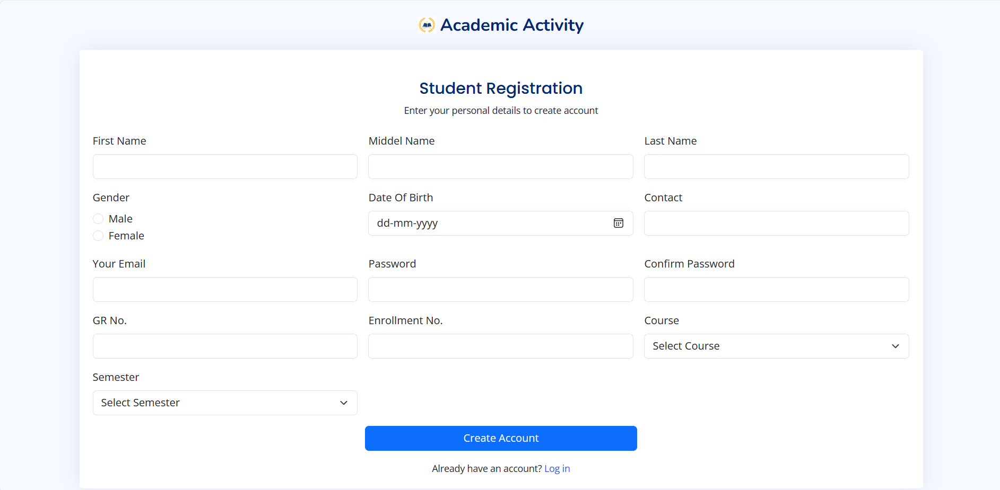 Academic Activity
Student Registration
Enter your personal details to create account
First Name
Middel Name
Last Name
Gender
Male
Female
Date Of Birth
dd-mm-yyyy
Contact
Your Email
Password
Confirm Password
GR No.
Enrollment No.
Course
Select Course
Semester
Select Semester
Create Account
Already have an account? Log in